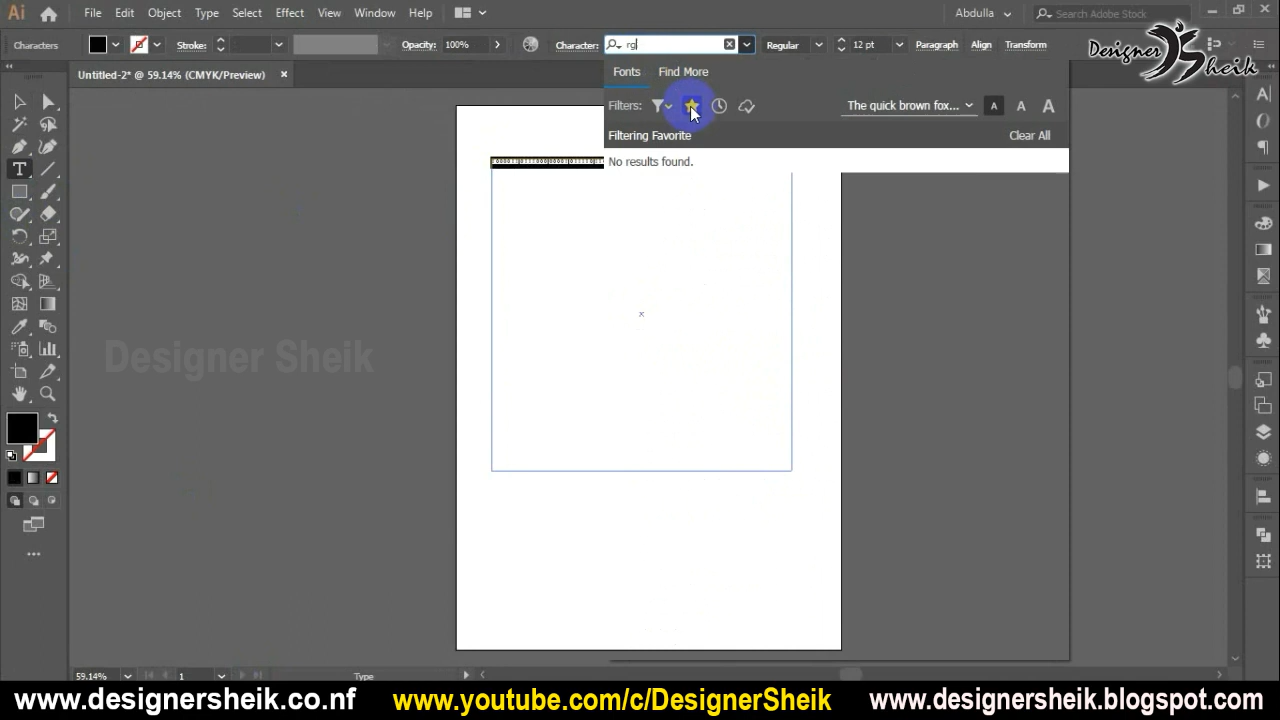 Ai File Edit Object Type Select Effect View Window Help Abdulla Search Adobe Stock
Characters Stroke: Opacity: 100% Character: rg Regular 12 pt Paragraph Align Transform
Designer Sheik
Untitled-2* @ 59.14% (CMYK/Preview)
Fonts Find More
Filters: The quick brown fox... A A A
Filtering Favorite Clear All
No results found.
Designer Sheik
59.14% 1 Type
www.designersheik.co.nf www.youtube.com/c/DesignerSheik www.designersheik.blogspot.com